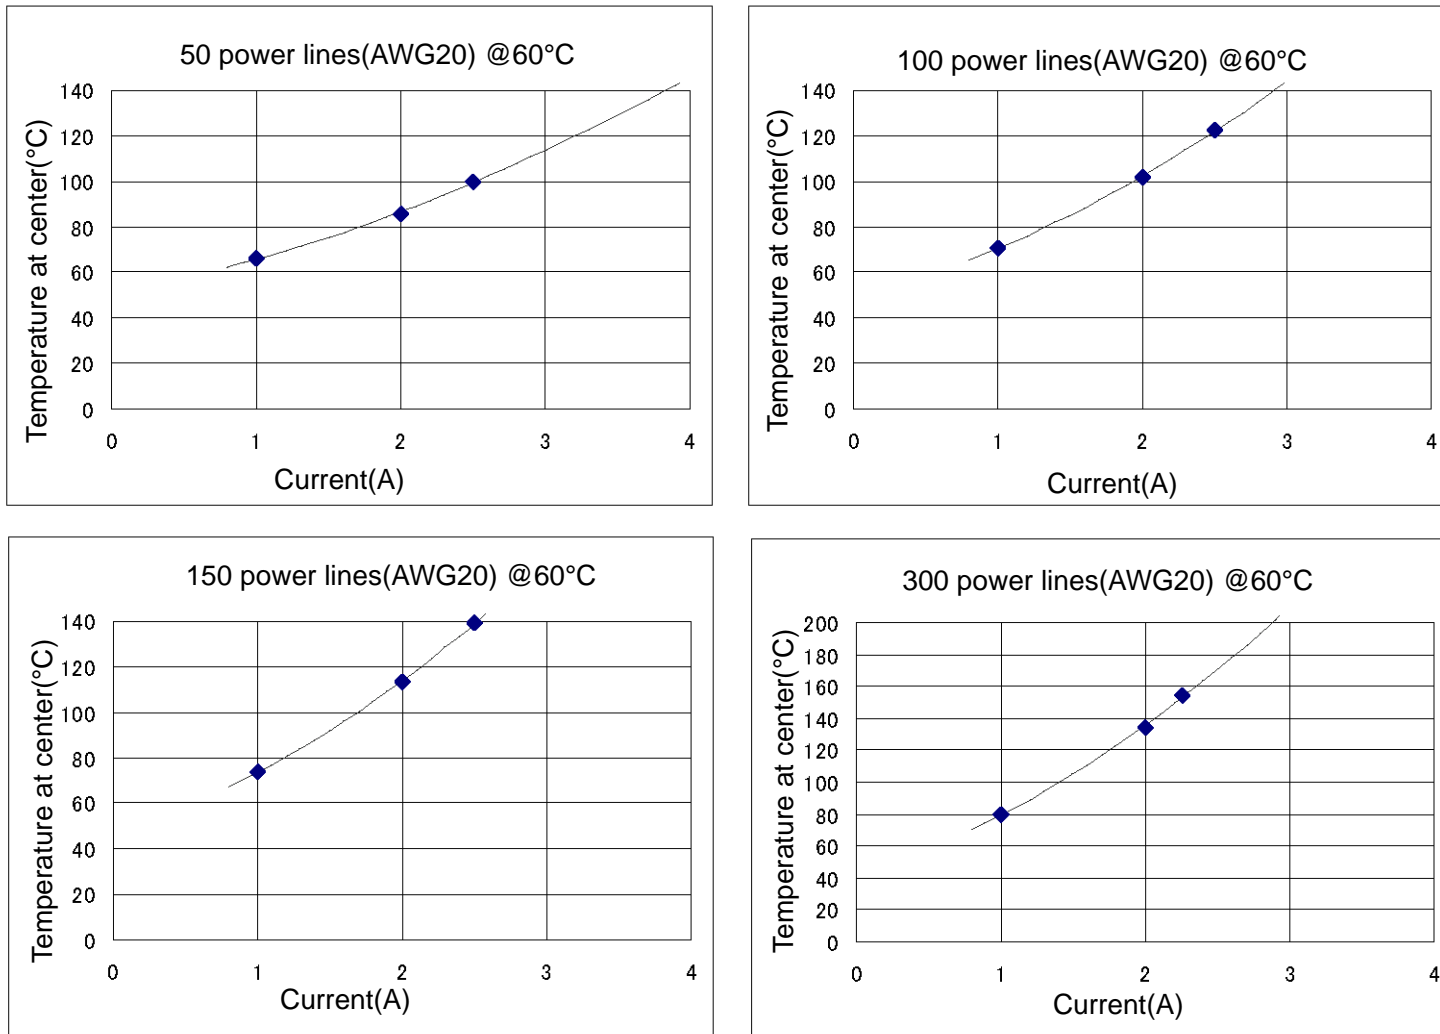 50 power lines(AWG20) @60°C
Temperature at center(°C)
140
120
100
80
60
40
20
0
0 1 2 3 4
Current(A)
100 power lines(AWG20) @60°C
Temperature at center(°C)
140
120
100
80
60
40
20
0
0 1 2 3 4
Current(A)
150 power lines(AWG20) @60°C
Temperature at center(°C)
140
120
100
80
60
40
20
0
0 1 2 3 4
Current(A)
300 power lines(AWG20) @60°C
Temperature at center(°C)
200
180
160
140
120
100
80
60
40
20
0
0 1 2 3 4
Current(A)